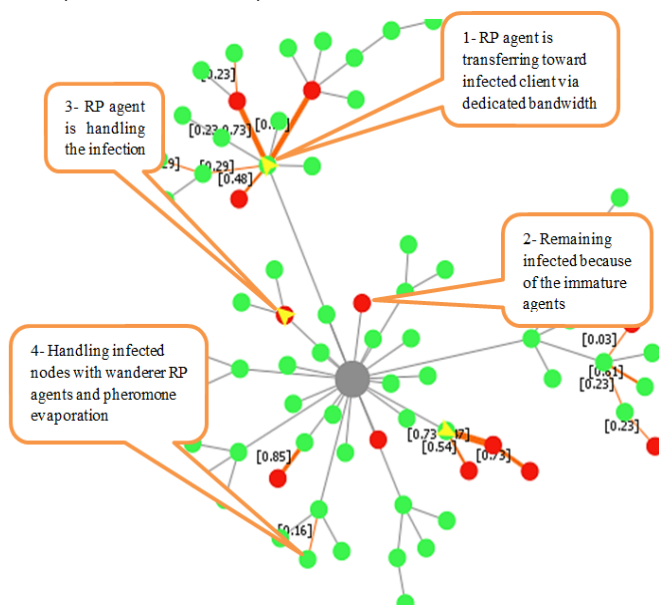 1- RP agent is
transferring toward
infected client via
dedicated bandwidth
3- RP agent
is handling
the infection
2- Remaining
infected because
of the immature
agents
4- Handling infected
nodes with wanderer RP
agents and pheromone
evaporation
[0.23]
[0.29]
[0.48]
[0.03]
[0.23]
[0.23]
[0.73
[0.54]
[0.73]
[0.85]
[0.16]